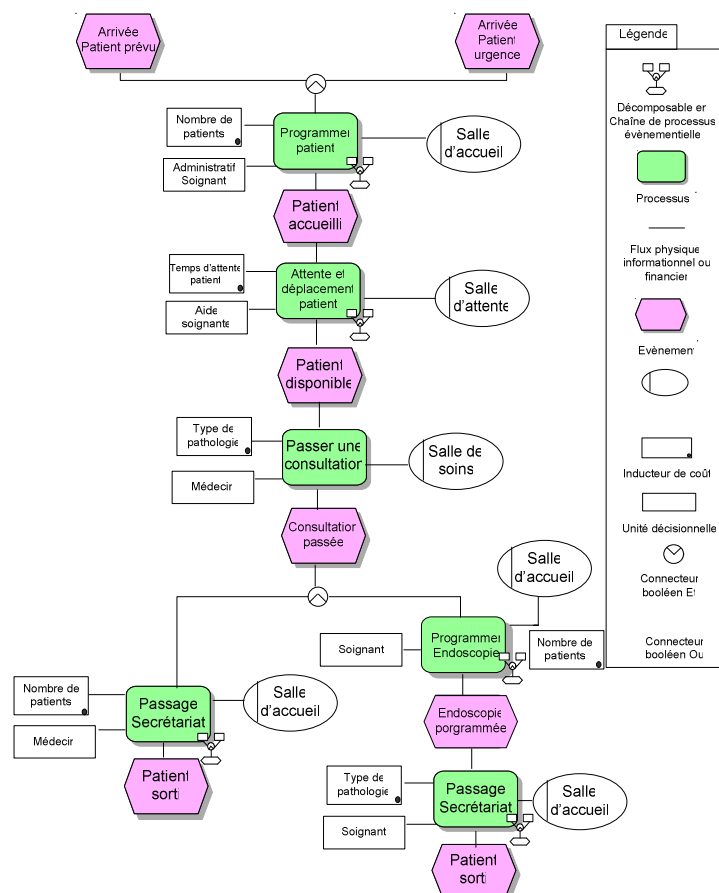 Arrivée
Patient prévu
Arrivée
Patient
urgence
Nombre de
patients
Administratif
Soignant
Programmer
patient
Salle
d'accueil
Patient
accueilli
Temps d'attente
patient
Aide
soignante
Attente et
déplacement
patient
Salle
d'attente
Patient
disponible
Type de
pathologie
Médecin
Passer une
consultation
Salle de
soins
Consultation
passée
Salle
d'accueil
Soignant
Programmer
Endoscopie
Nombre de
patients
Nombre de
patients
Médecin
Passage
Secrétariat
Salle
d'accueil
Patient
sorti
Endoscopie
porgrammée
Type de
pathologie
Soignant
Passage
Secrétariat
Salle
d'accueil
Patient
sorti
Légende
Décomposable en
Chaîne de processus
évènementielle
Processus
Flux physique
informationnel ou
financier
Evènement
Inducteur de coût
Unité décisionnelle
Connecteur
booléen Et
Connecteur
booléen Ou